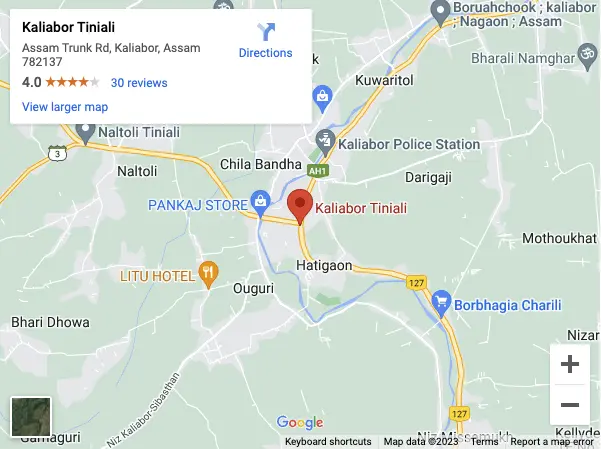 Kaliabor Tiniali
Assam Trunk Rd, Kaliabor, Assam
782137
4.0
30 reviews
View larger map
Directions
Boruahchook ; kaliabor
; Nagaon ; Assam
Bharali Namghar
Kuwaritol
Naltoli Tiniali
3
Naltoli
Chila Bandha
Kaliabor Police Station
AH1
Darigaji
PANKAJ STORE
Kaliabor Tiniali
Mothoukhat
Hatigaon
LITU HOTEL
127
Ouguri
Borbhagia Charili
Bhari Dhowa
Nizar
Niz Kaliabor-Sibasthan
127
Google
Niz Missamukh
Kellyde
Garnaguri
Keyboard shortcuts
Map data ©2023
Terms
Report a map error